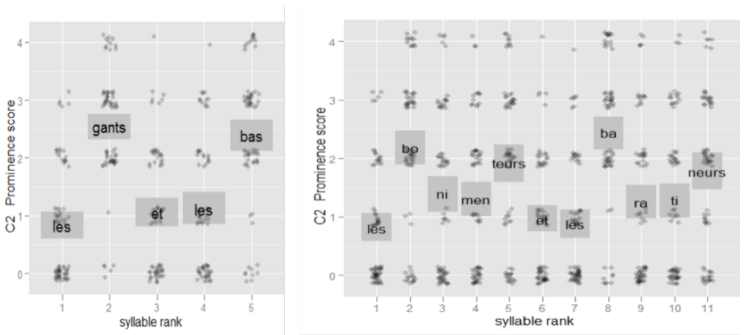 C2 Prominence score
4
3
2
1
0
gants
bas
les
et
les
1 2 3 4 5
syllable rank
C2 Prominence score
4
3
2
1
0
bo
ba
teurs
neurs
ni
men
ra
ti
les
et
les
1 2 3 4 5 6 7 8 9 10 11
syllable rank